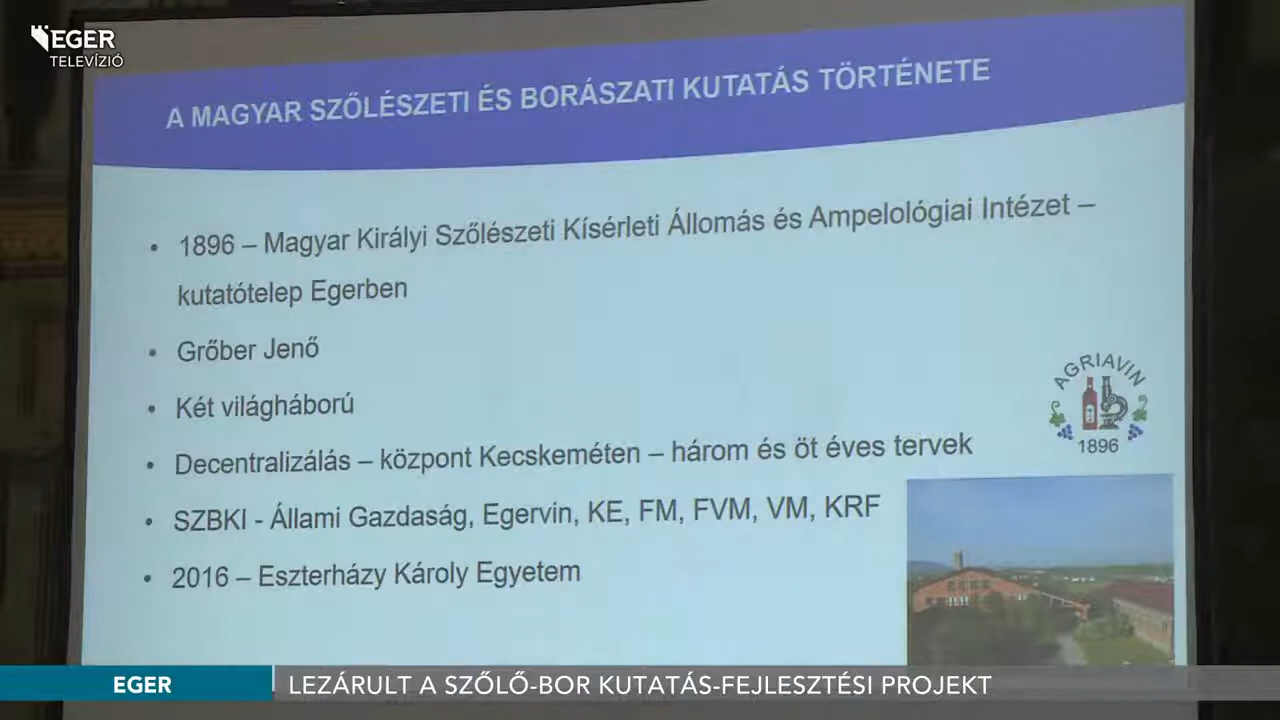 EGER
TELEVÍZIÓ
A MAGYAR SZŐLÉSZETI ÉS BORÁSZATI KUTATÁS TÖRTÉNETE
• 1896 – Magyar Királyi Szőlészeti Kísérleti Állomás és Ampelológiai Intézet –
kutatótelep Egerben
• Grőber Jenő
• Két világháború
• Decentralizálás – központ Kecskeméten – három és öt éves tervek
• SZBKI - Állami Gazdaság, Egervin, KE, FM, FVM, VM, KRF
• 2016 – Eszterházy Károly Egyetem
AGRIAVIN
1896
EGER
LEZÁRULT A SZŐLŐ-BOR KUTATÁS-FEJLESZTÉSI PROJEKT